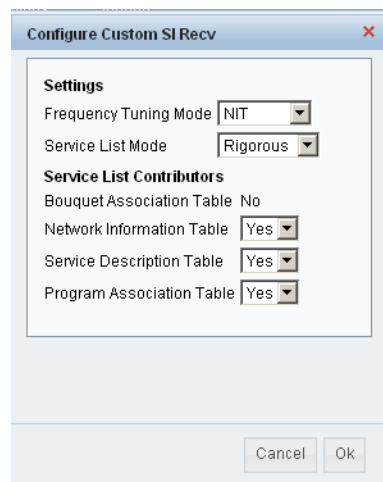 Configure Custom SI Recv
Settings
Frequency Tuning Mode NIT
Service List Mode Rigorous
Service List Contributors
Bouquet Association Table No
Network Information Table Yes
Service Description Table Yes
Program Association Table Yes
Cancel Ok